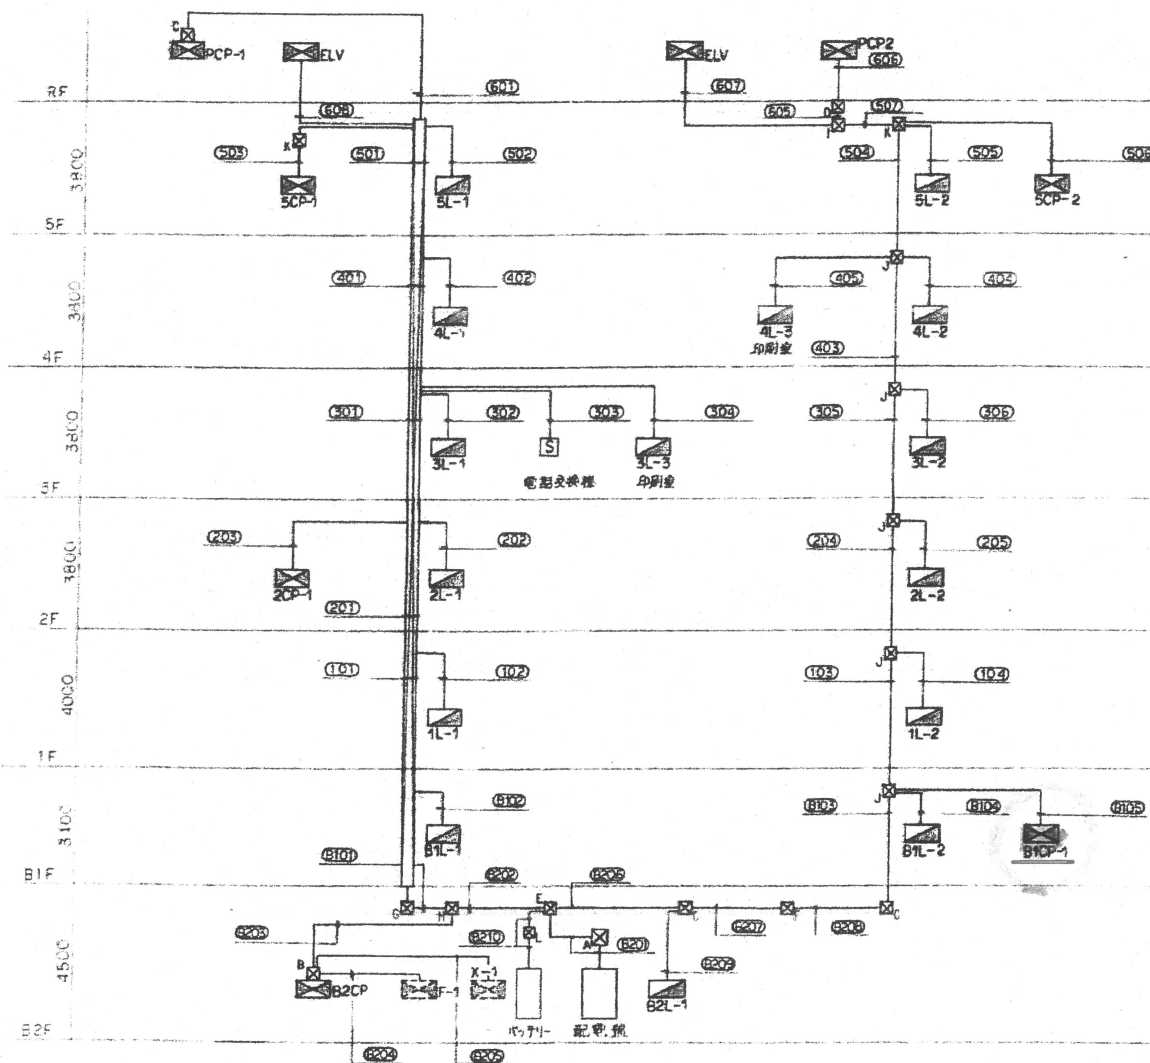 C
PCP-1
ELV
ELV
PCP2
606
601
607
RF
608
605
D
507
I
K
K
503
501
502
504
505
506
3800
5CP-1
5L-1
5L-2
5CP-2
5F
J
401
402
405
404
3800
4L-3
4L-2
印刷室
403
4F
J
301
302
303
304
305
306
3800
3L-1
S
3L-3
3L-2
電話交換機
印刷室
3F
J
203
202
204
205
3800
2CP-1
2L-1
2L-2
201
2F
J
101
102
103
104
4000
1L-1
1L-2
1F
J
B102
B103
B104
B105
3400
B1L-1
B1L-2
B1CP-1
B101
B1F
B202
B206
E
G
H
C
F
G
B203
B210
L
A
B201
B207
B208
4500
B
X-1
B209
B2CP
F-1
B2L-1
バッテリー
配電盤
B2F
B204
B205